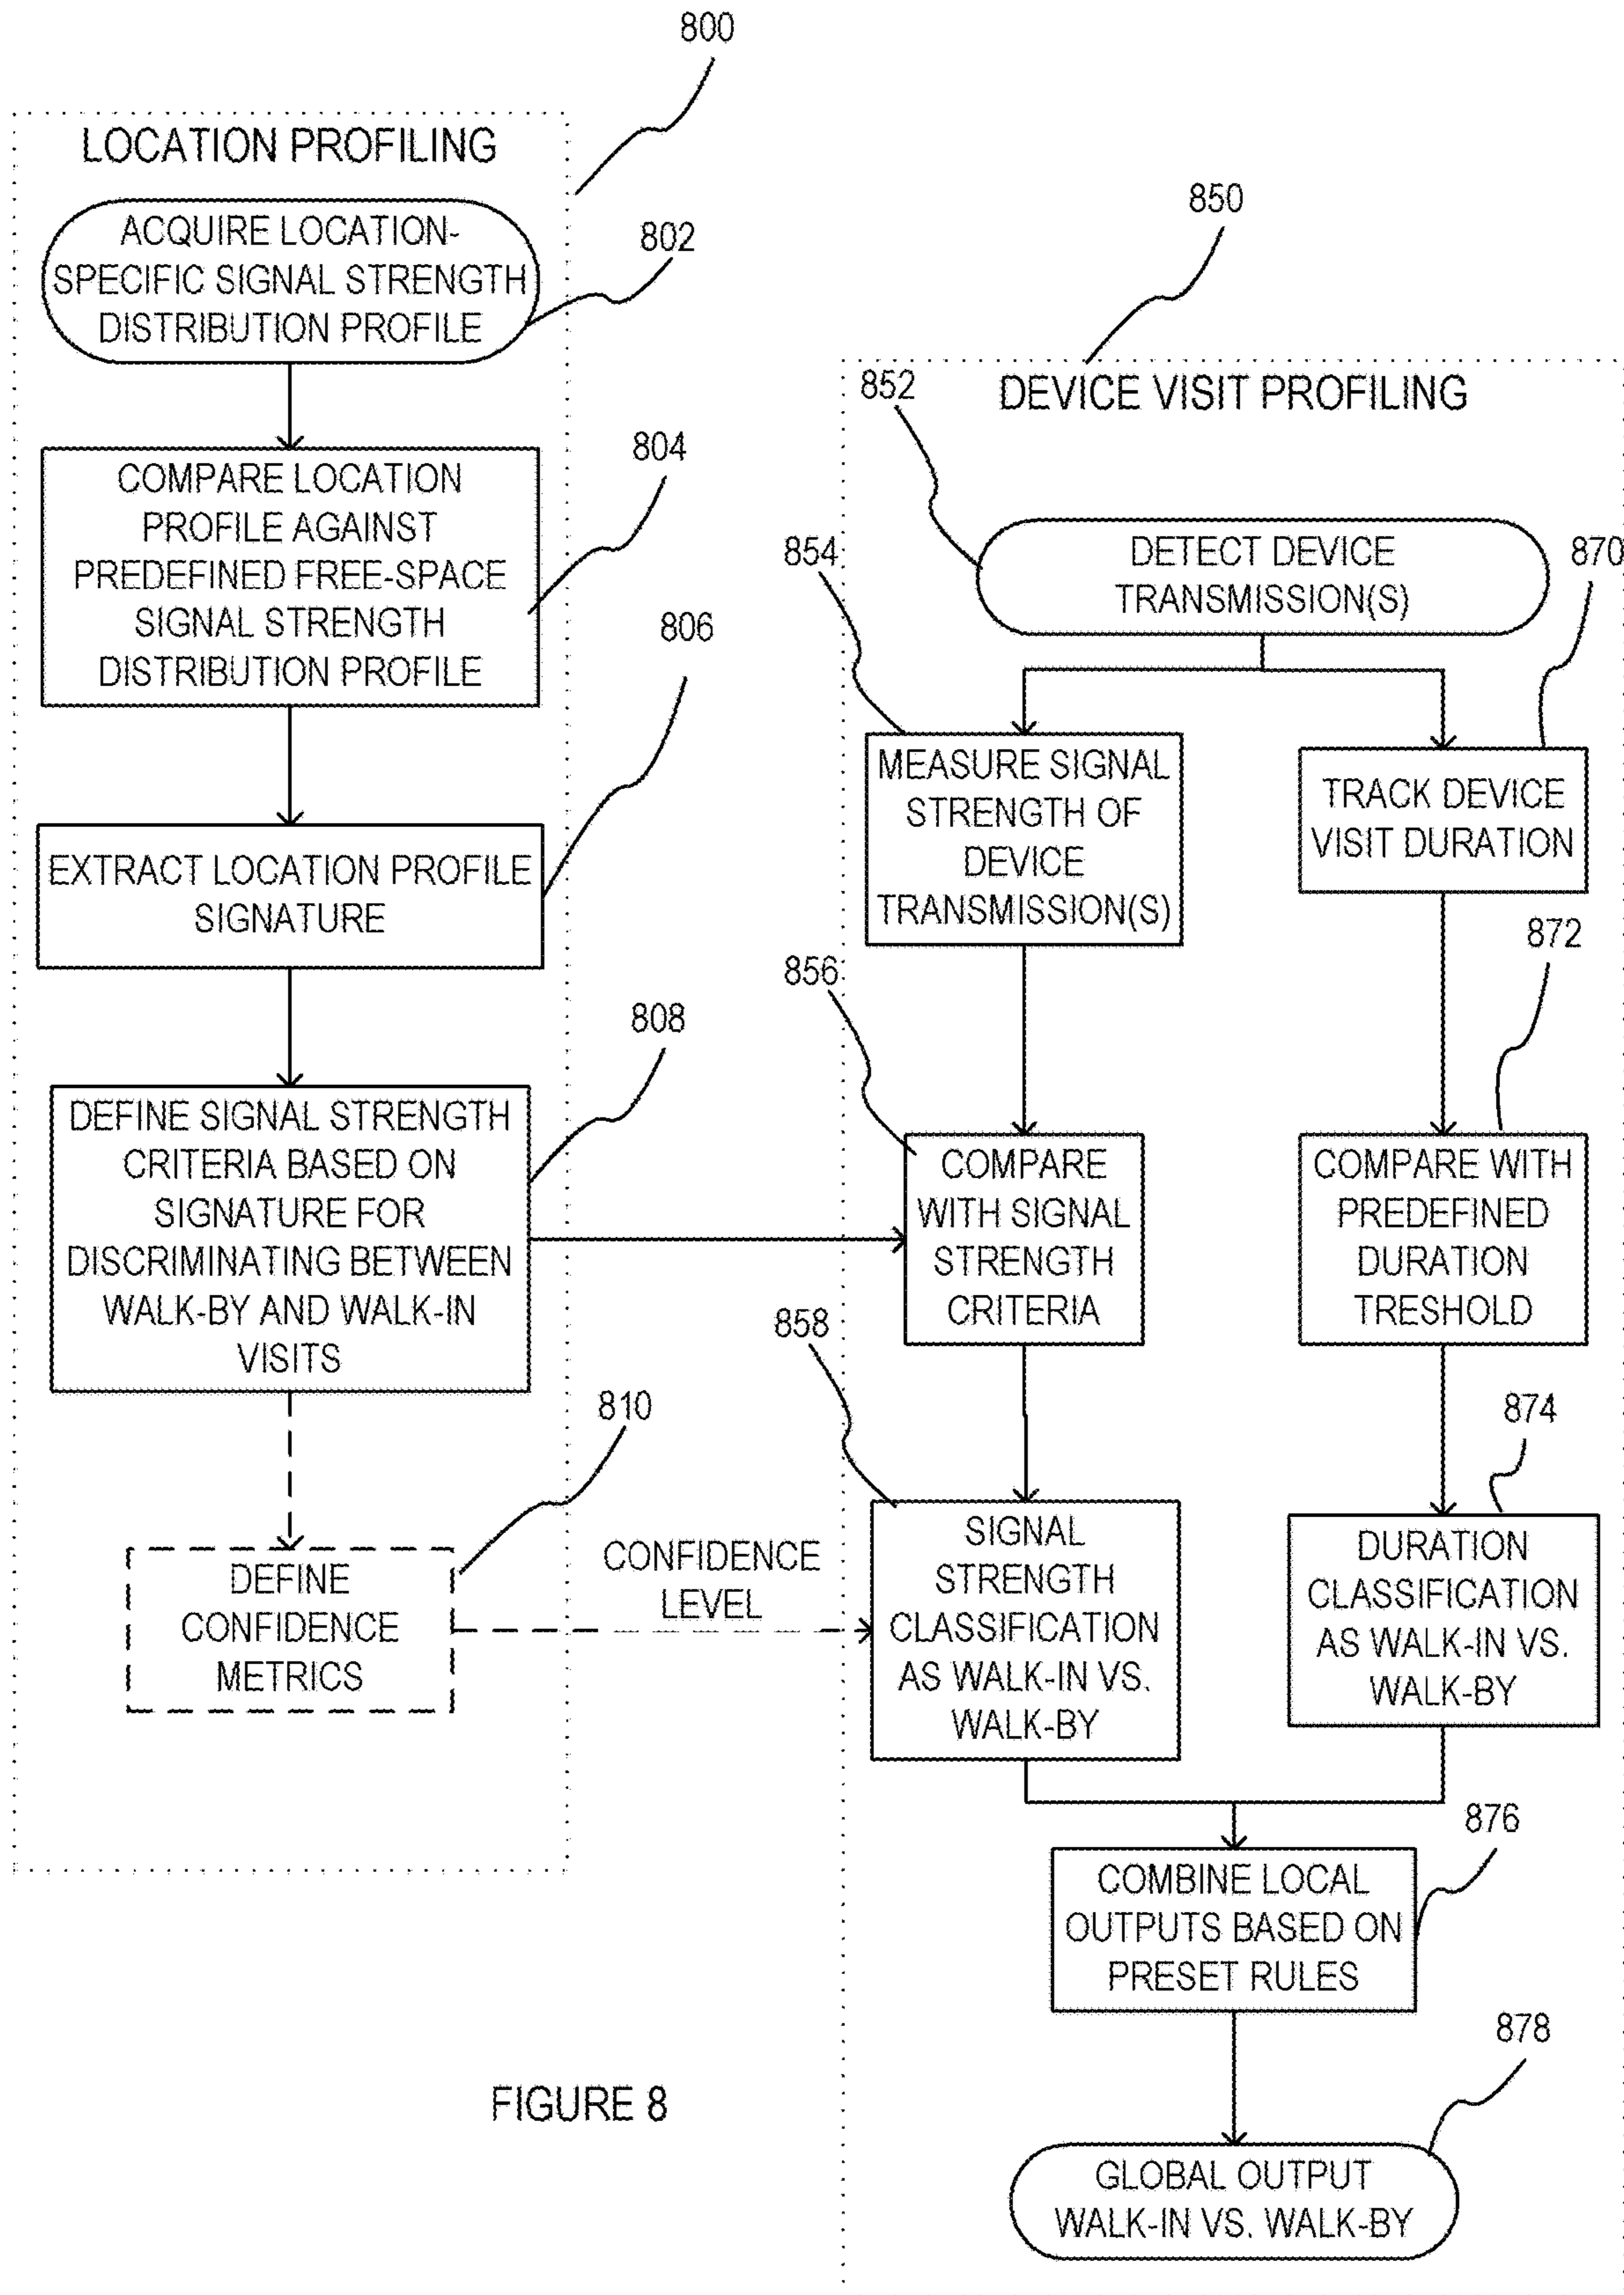 800
LOCATION PROFILING
ACQUIRE LOCATION-
SPECIFIC SIGNAL STRENGTH
DISTRIBUTION PROFILE
802
COMPARE LOCATION
PROFILE AGAINST
PREDEFINED FREE-SPACE
SIGNAL STRENGTH
DISTRIBUTION PROFILE
804
EXTRACT LOCATION PROFILE
SIGNATURE
806
DEFINE SIGNAL STRENGTH
CRITERIA BASED ON
SIGNATURE FOR
DISCRIMINATING BETWEEN
WALK-BY AND WALK-IN
VISITS
808
DEFINE
CONFIDENCE
METRICS
810
CONFIDENCE
LEVEL
850
DEVICE VISIT PROFILING
852
DETECT DEVICE
TRANSMISSION(S)
854
MEASURE SIGNAL
STRENGTH OF
DEVICE
TRANSMISSION(S)
856
COMPARE
WITH SIGNAL
STRENGTH
CRITERIA
858
SIGNAL
STRENGTH
CLASSIFICATION
AS WALK-IN VS.
WALK-BY
870
TRACK DEVICE
VISIT DURATION
872
COMPARE WITH
PREDEFINED
DURATION
TRESHOLD
874
DURATION
CLASSIFICATION
AS WALK-IN VS.
WALK-BY
876
COMBINE LOCAL
OUTPUTS BASED ON
PRESET RULES
878
GLOBAL OUTPUT
WALK-IN VS. WALK-BY
FIGURE 8